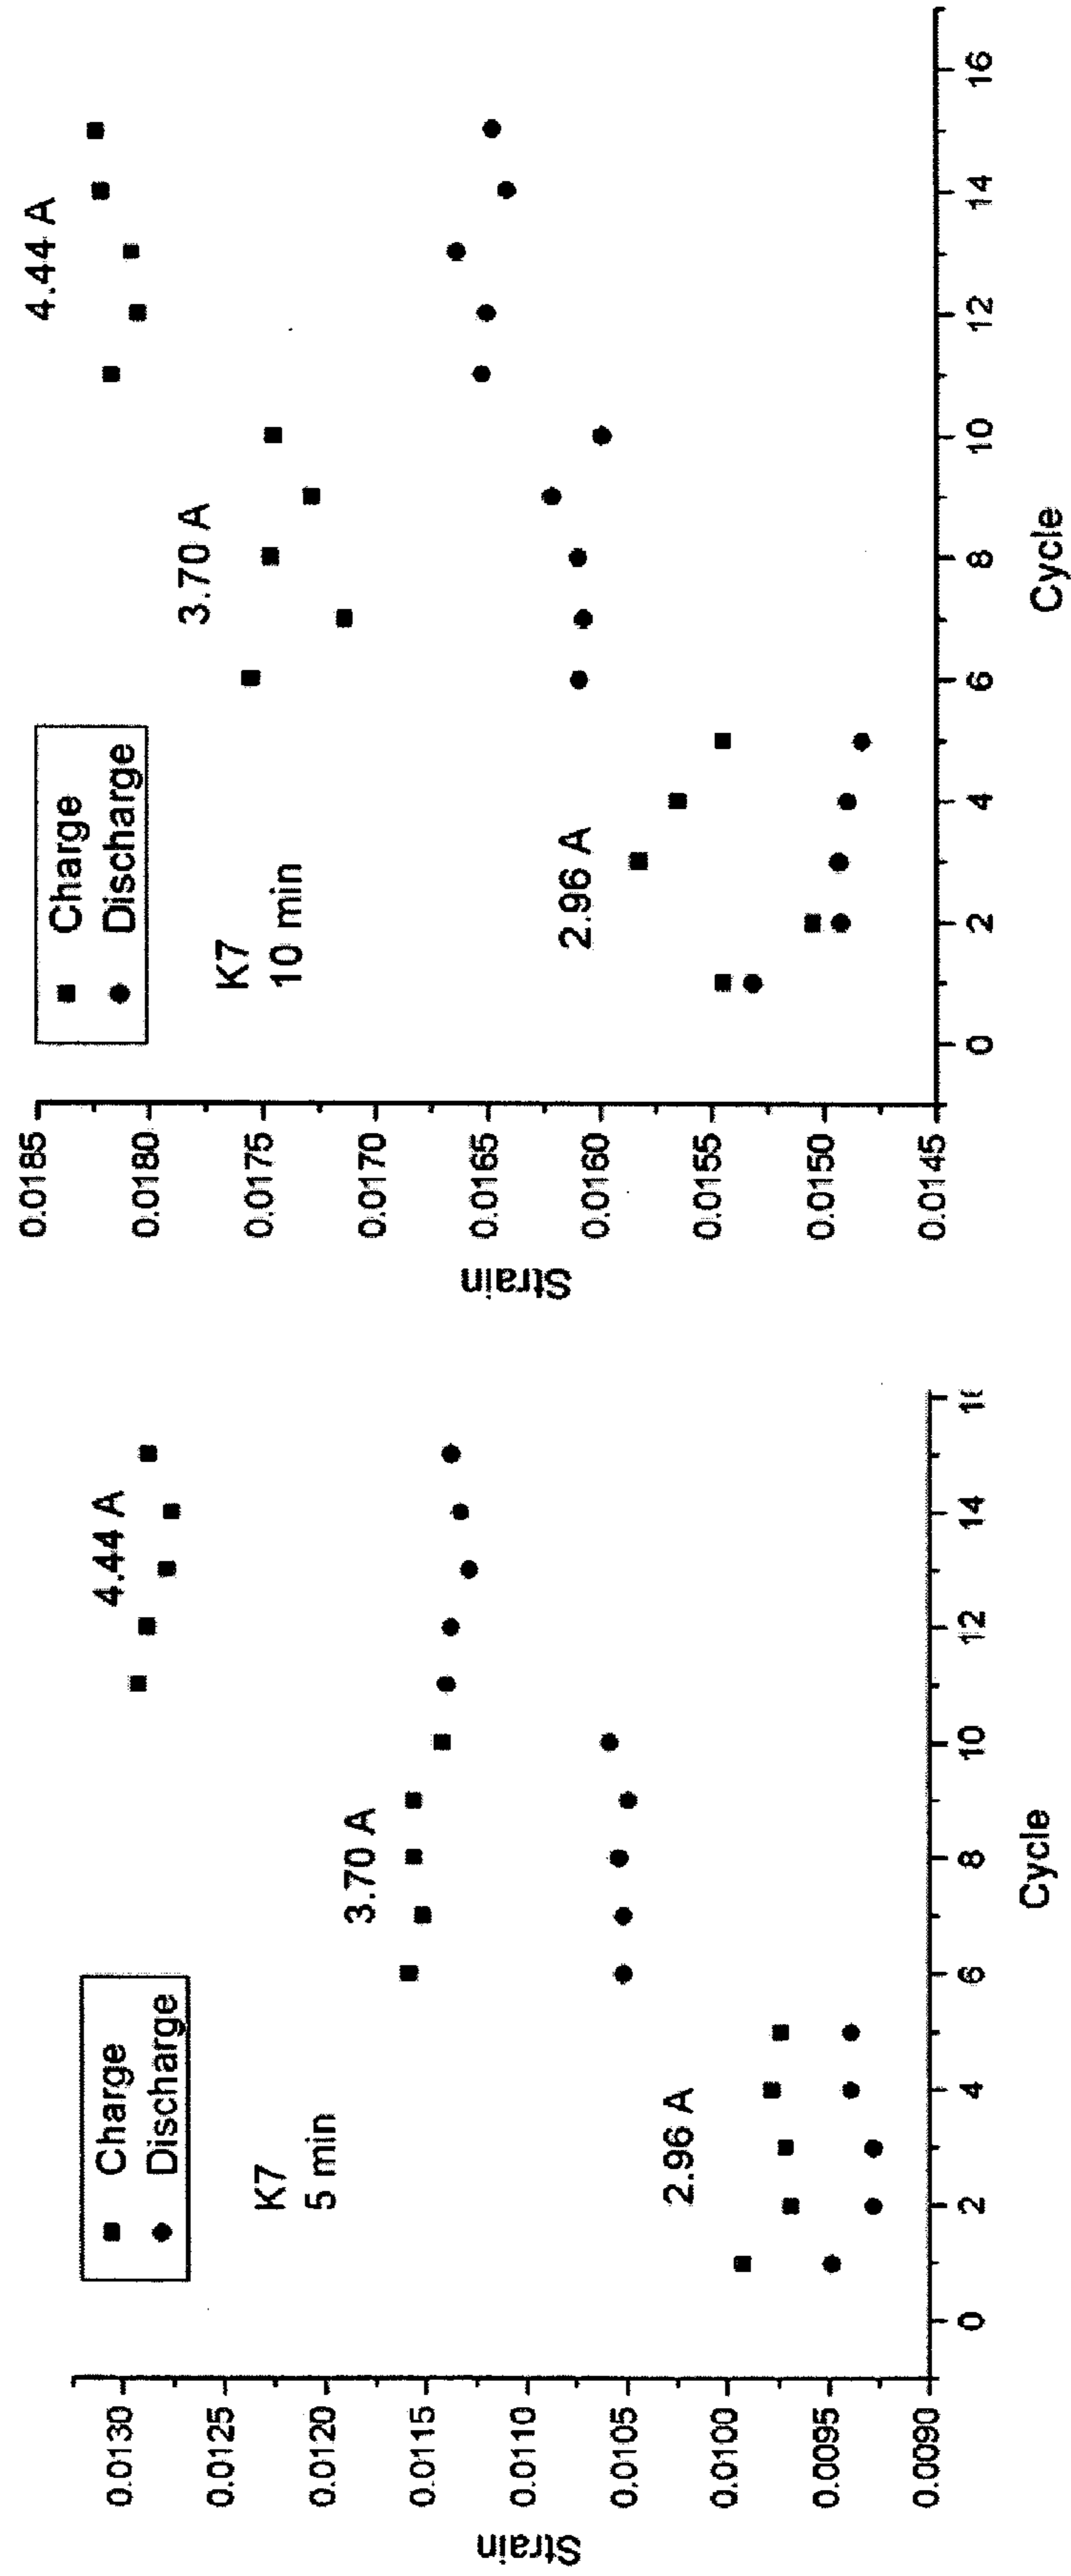 Charge
Discharge
K7
5 min
2.96 A
3.70 A
4.44 A
Strain
0.0130
0.0125
0.0120
0.0115
0.0110
0.0105
0.0100
0.0095
0.0090
0
2
4
6
8
10
12
14
Cycle
Charge
Discharge
K7
10 min
2.96 A
3.70 A
4.44 A
Strain
0.0185
0.0180
0.0175
0.0170
0.0165
0.0160
0.0155
0.0150
0.0145
0
2
4
6
8
10
12
14
16
Cycle